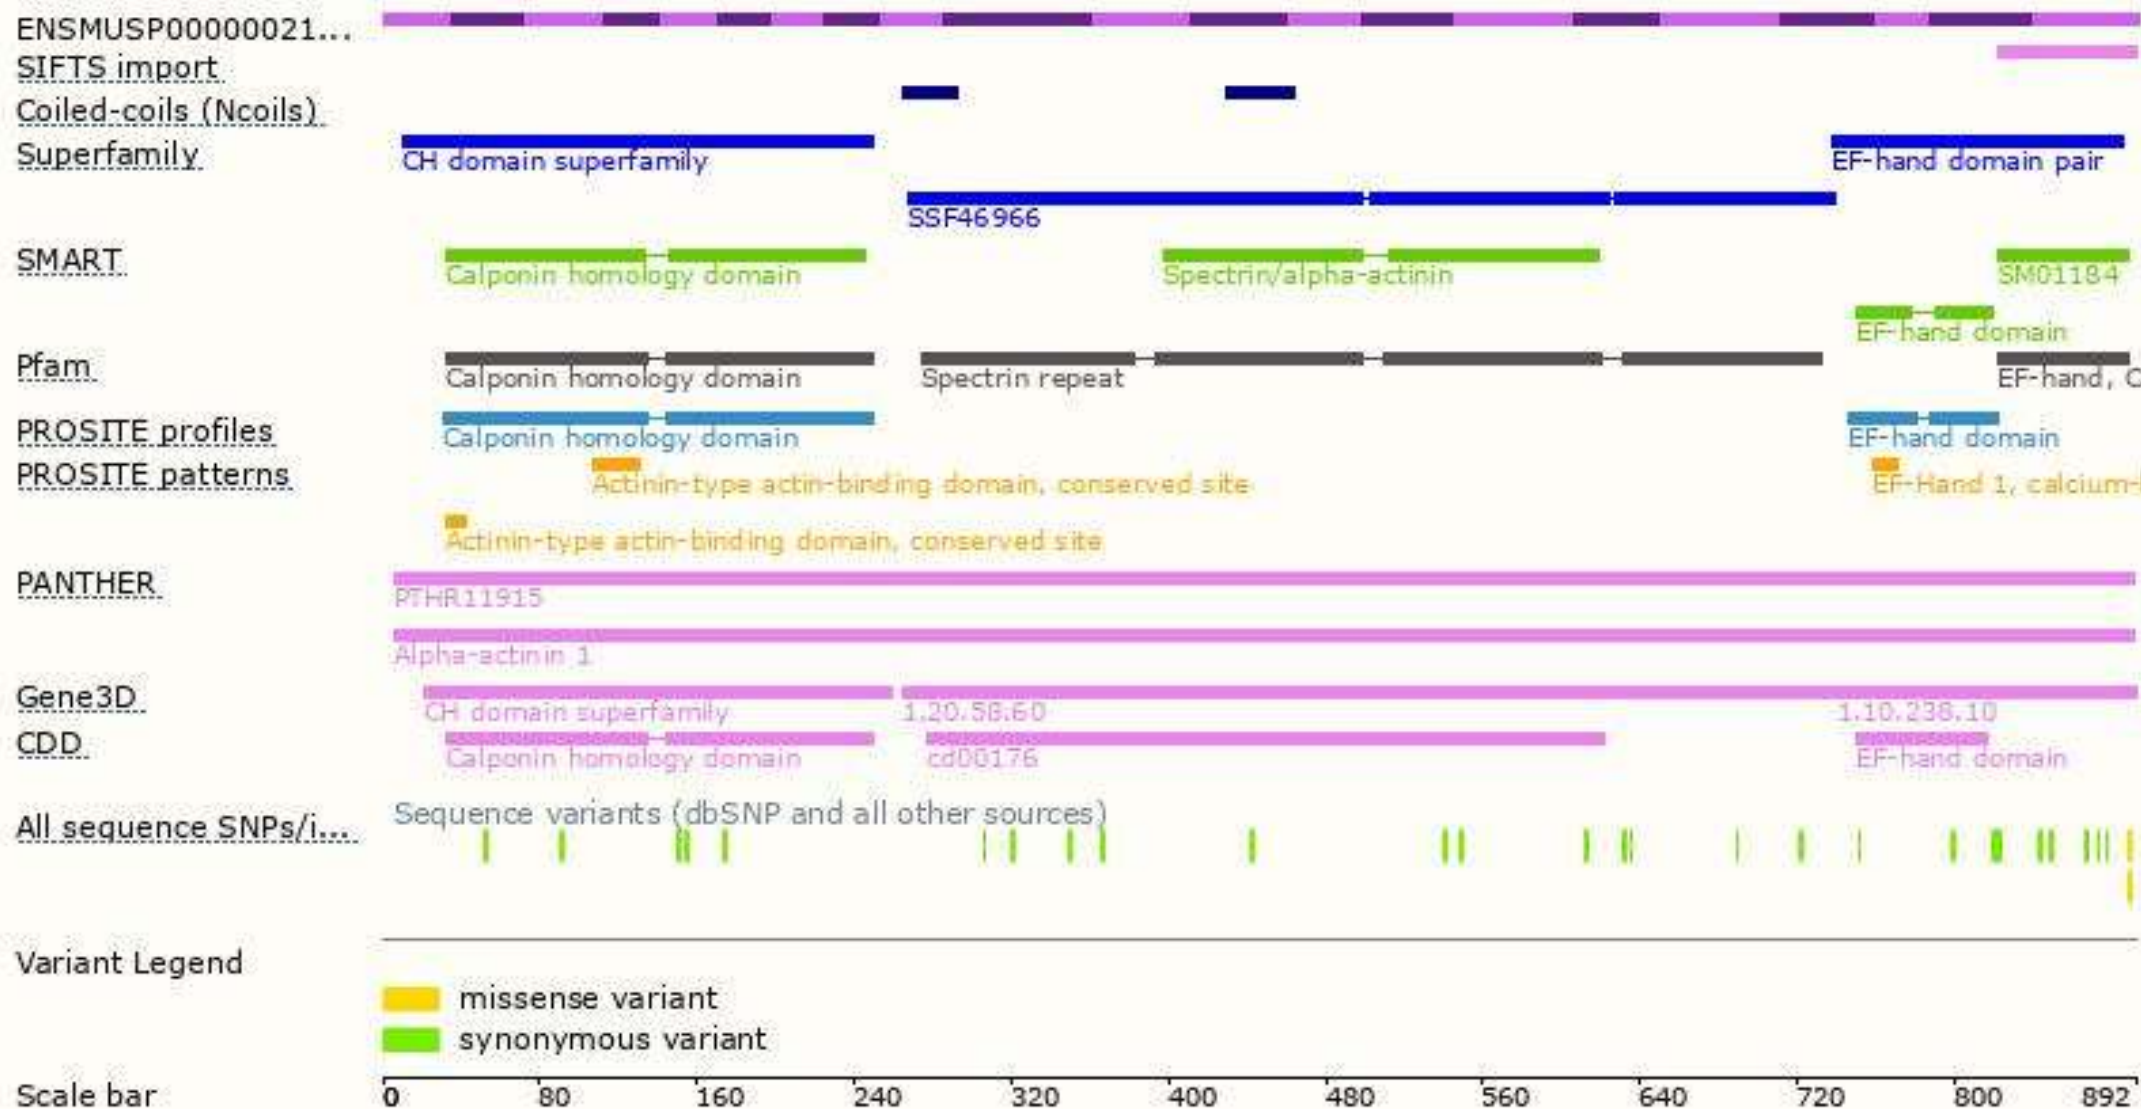 ENSMUSP00000021...
SIFTS import
Coiled-coils (Ncoils)
Superfamily
CH domain superfamily
EF-hand domain pair
SSF46966
SMART
Calponin homology domain
Spectrin/alpha-actinin
SM01184
EF-hand domain
Pfam
Calponin homology domain
Spectrin repeat
EF-hand, C
PROSITE profiles
Calponin homology domain
EF-hand domain
PROSITE patterns
Actinin-type actin-binding domain, conserved site
EF-Hand 1, calcium-
Actinin-type actin-binding domain, conserved site
PANTHER
PTHR11915
Alpha-actinin 1
Gene3D
CH domain superfamily
1.20.58.60
1.10.238.10
CDD
Calponin homology domain
cd00176
EF-hand domain
All sequence SNPs/i...
Sequence variants (dbSNP and all other sources)
Variant Legend
missense variant
synonymous variant
Scale bar
0 80 160 240 320 400 480 560 640 720 800 892